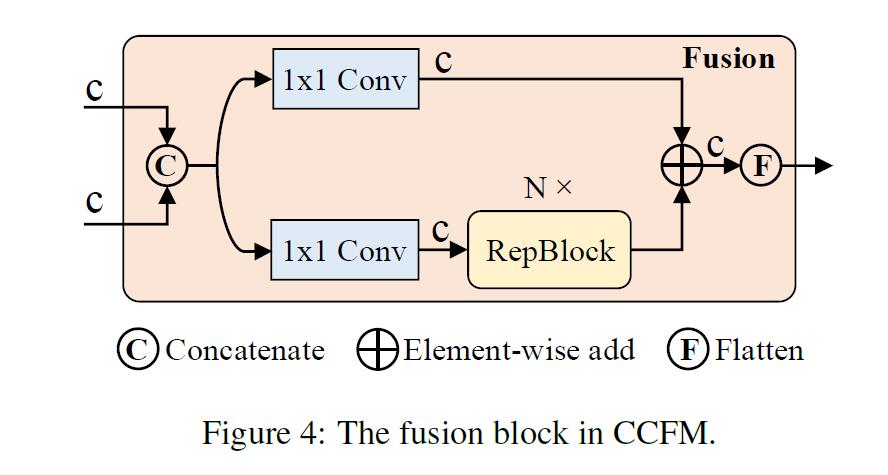 Fusion
C
C
C
1x1 Conv
C
N ×
1x1 Conv
C
RepBlock
C
F
C Concatenate
Element-wise add
F Flatten
Figure 4: The fusion block in CCFM.